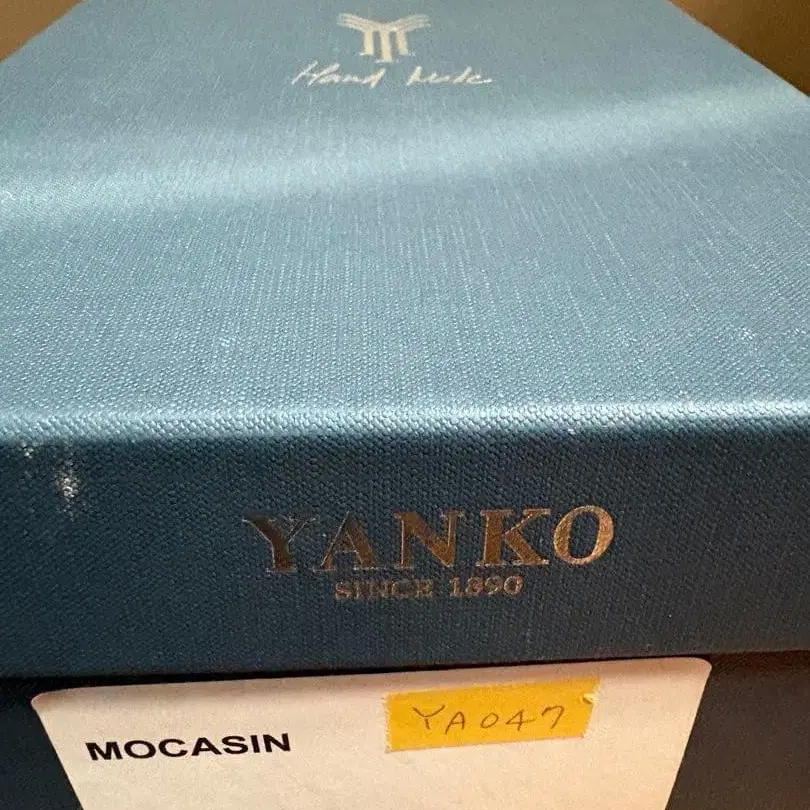 Hand Made
YANKO
SINCE 1890
MOCASIN
YA047